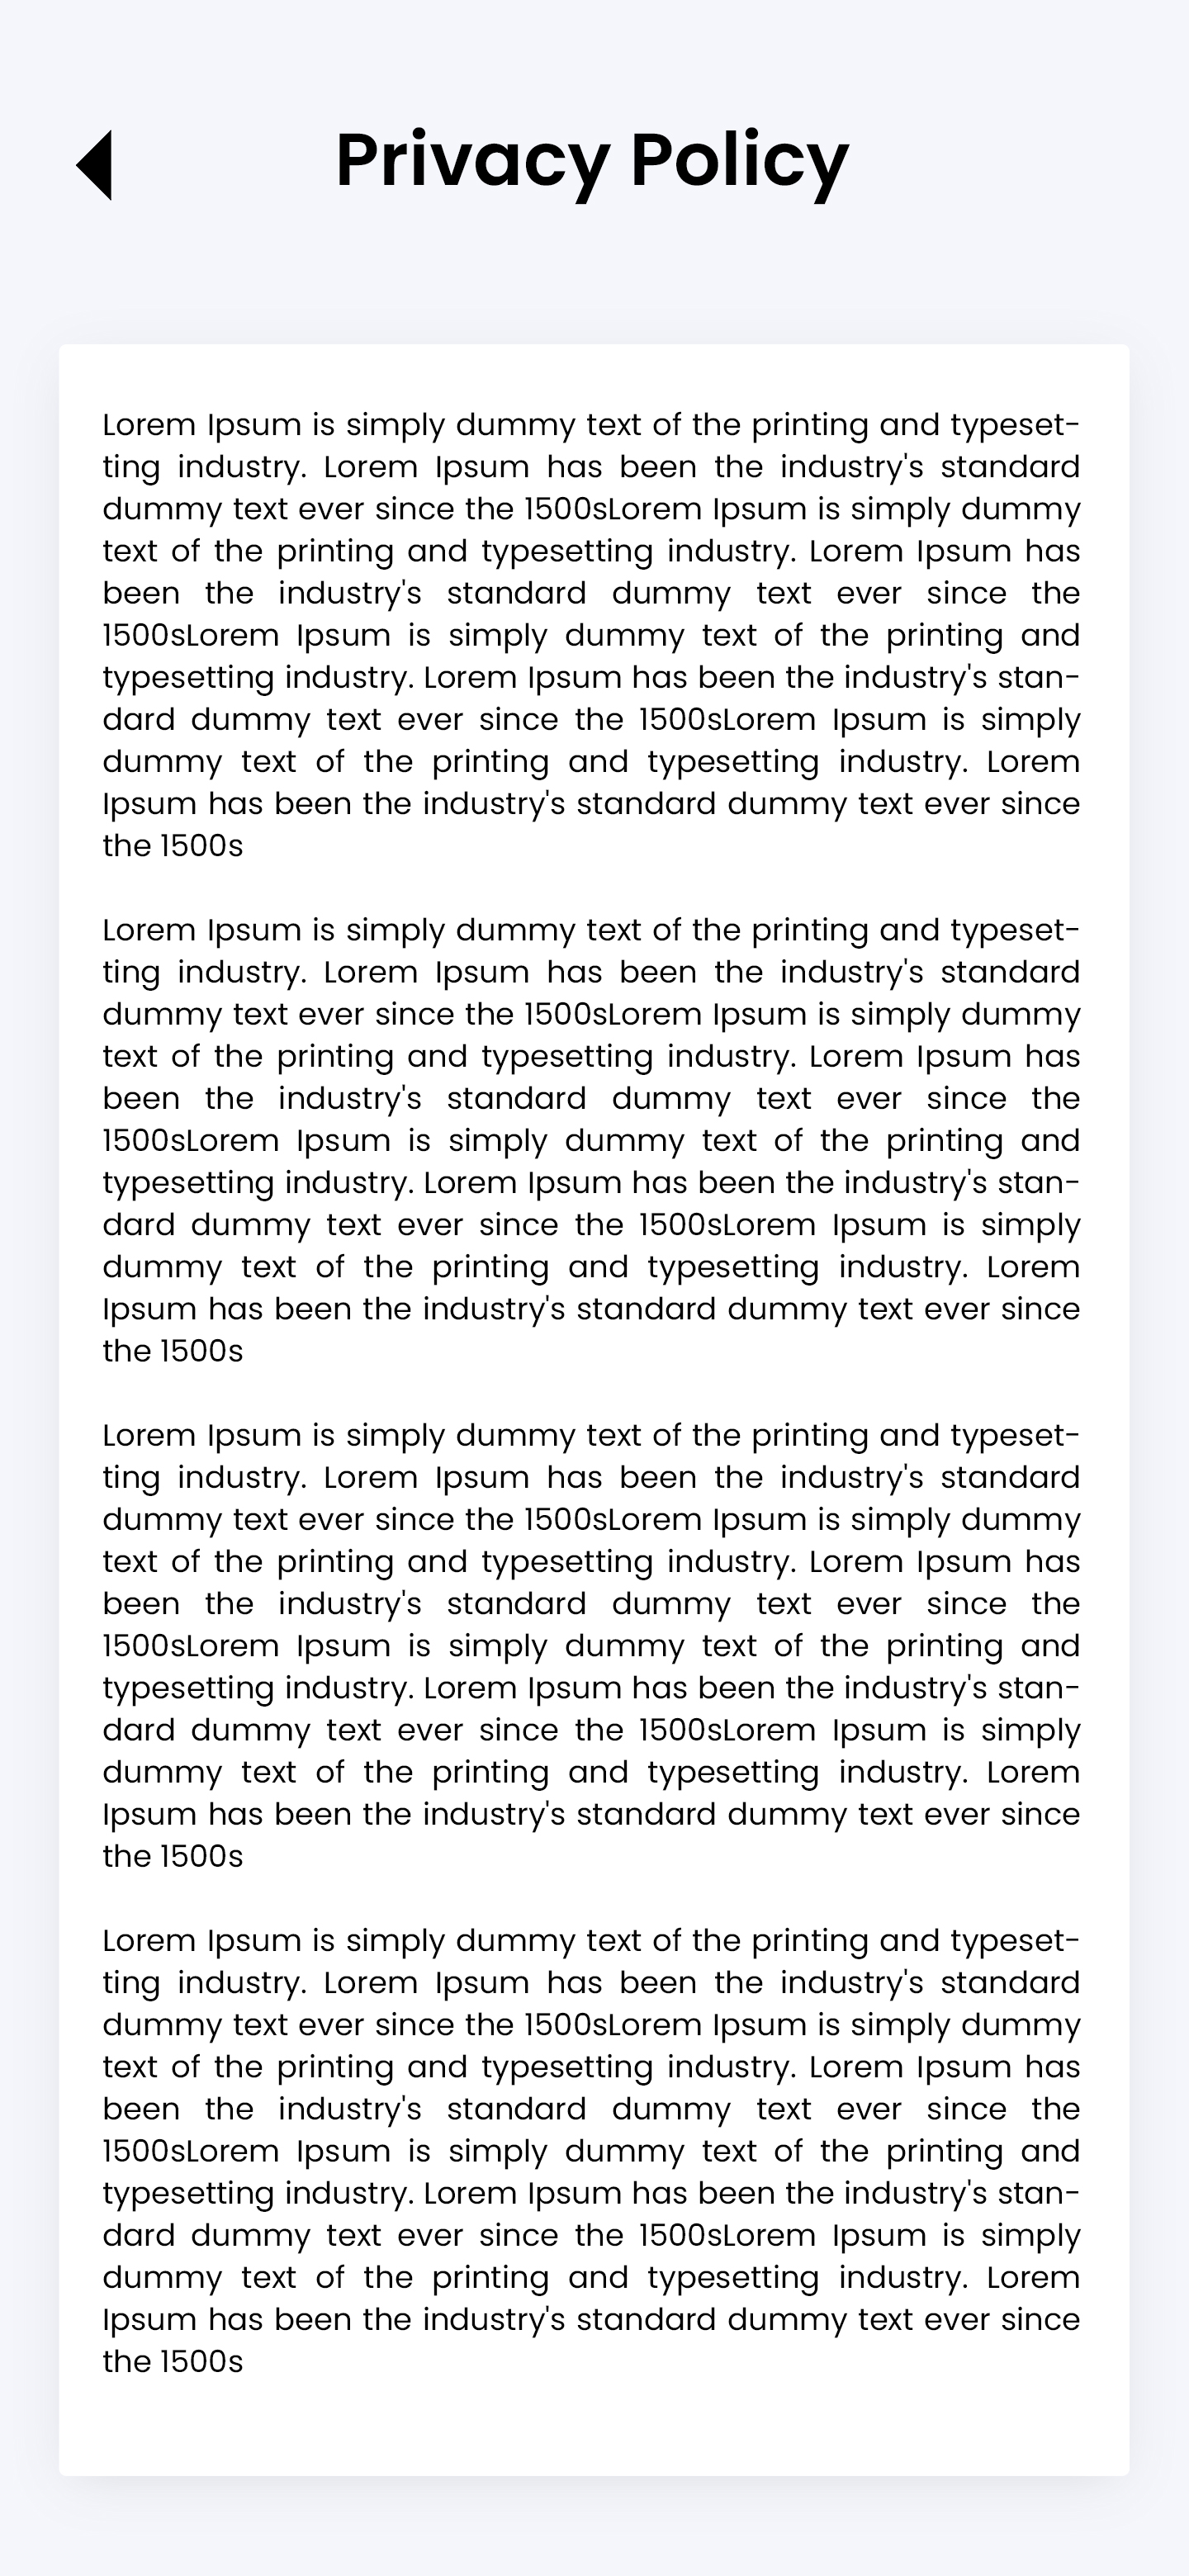 Privacy Policy
Lorem Ipsum is simply dummy text of the printing and typeset-
ting industry. Lorem Ipsum has been the industry's standard
dummy text ever since the 1500sLorem Ipsum is simply dummy
text of the printing and typesetting industry. Lorem Ipsum has
been the industry's standard dummy text ever since the
1500sLorem Ipsum is simply dummy text of the printing and
typesetting industry. Lorem Ipsum has been the industry's stan-
dard dummy text ever since the 1500sLorem Ipsum is simply
dummy text of the printing and typesetting industry. Lorem
Ipsum has been the industry's standard dummy text ever since
the 1500s
Lorem Ipsum is simply dummy text of the printing and typeset-
ting industry. Lorem Ipsum has been the industry's standard
dummy text ever since the 1500sLorem Ipsum is simply dummy
text of the printing and typesetting industry. Lorem Ipsum has
been the industry's standard dummy text ever since the
1500sLorem Ipsum is simply dummy text of the printing and
typesetting industry. Lorem Ipsum has been the industry's stan-
dard dummy text ever since the 1500sLorem Ipsum is simply
dummy text of the printing and typesetting industry. Lorem
Ipsum has been the industry's standard dummy text ever since
the 1500s
Lorem Ipsum is simply dummy text of the printing and typeset-
ting industry. Lorem Ipsum has been the industry's standard
dummy text ever since the 1500sLorem Ipsum is simply dummy
text of the printing and typesetting industry. Lorem Ipsum has
been the industry's standard dummy text ever since the
1500sLorem Ipsum is simply dummy text of the printing and
typesetting industry. Lorem Ipsum has been the industry's stan-
dard dummy text ever since the 1500sLorem Ipsum is simply
dummy text of the printing and typesetting industry. Lorem
Ipsum has been the industry's standard dummy text ever since
the 1500s
Lorem Ipsum is simply dummy text of the printing and typeset-
ting industry. Lorem Ipsum has been the industry's standard
dummy text ever since the 1500sLorem Ipsum is simply dummy
text of the printing and typesetting industry. Lorem Ipsum has
been the industry's standard dummy text ever since the
1500sLorem Ipsum is simply dummy text of the printing and
typesetting industry. Lorem Ipsum has been the industry's stan-
dard dummy text ever since the 1500sLorem Ipsum is simply
dummy text of the printing and typesetting industry. Lorem
Ipsum has been the industry's standard dummy text ever since
the 1500s